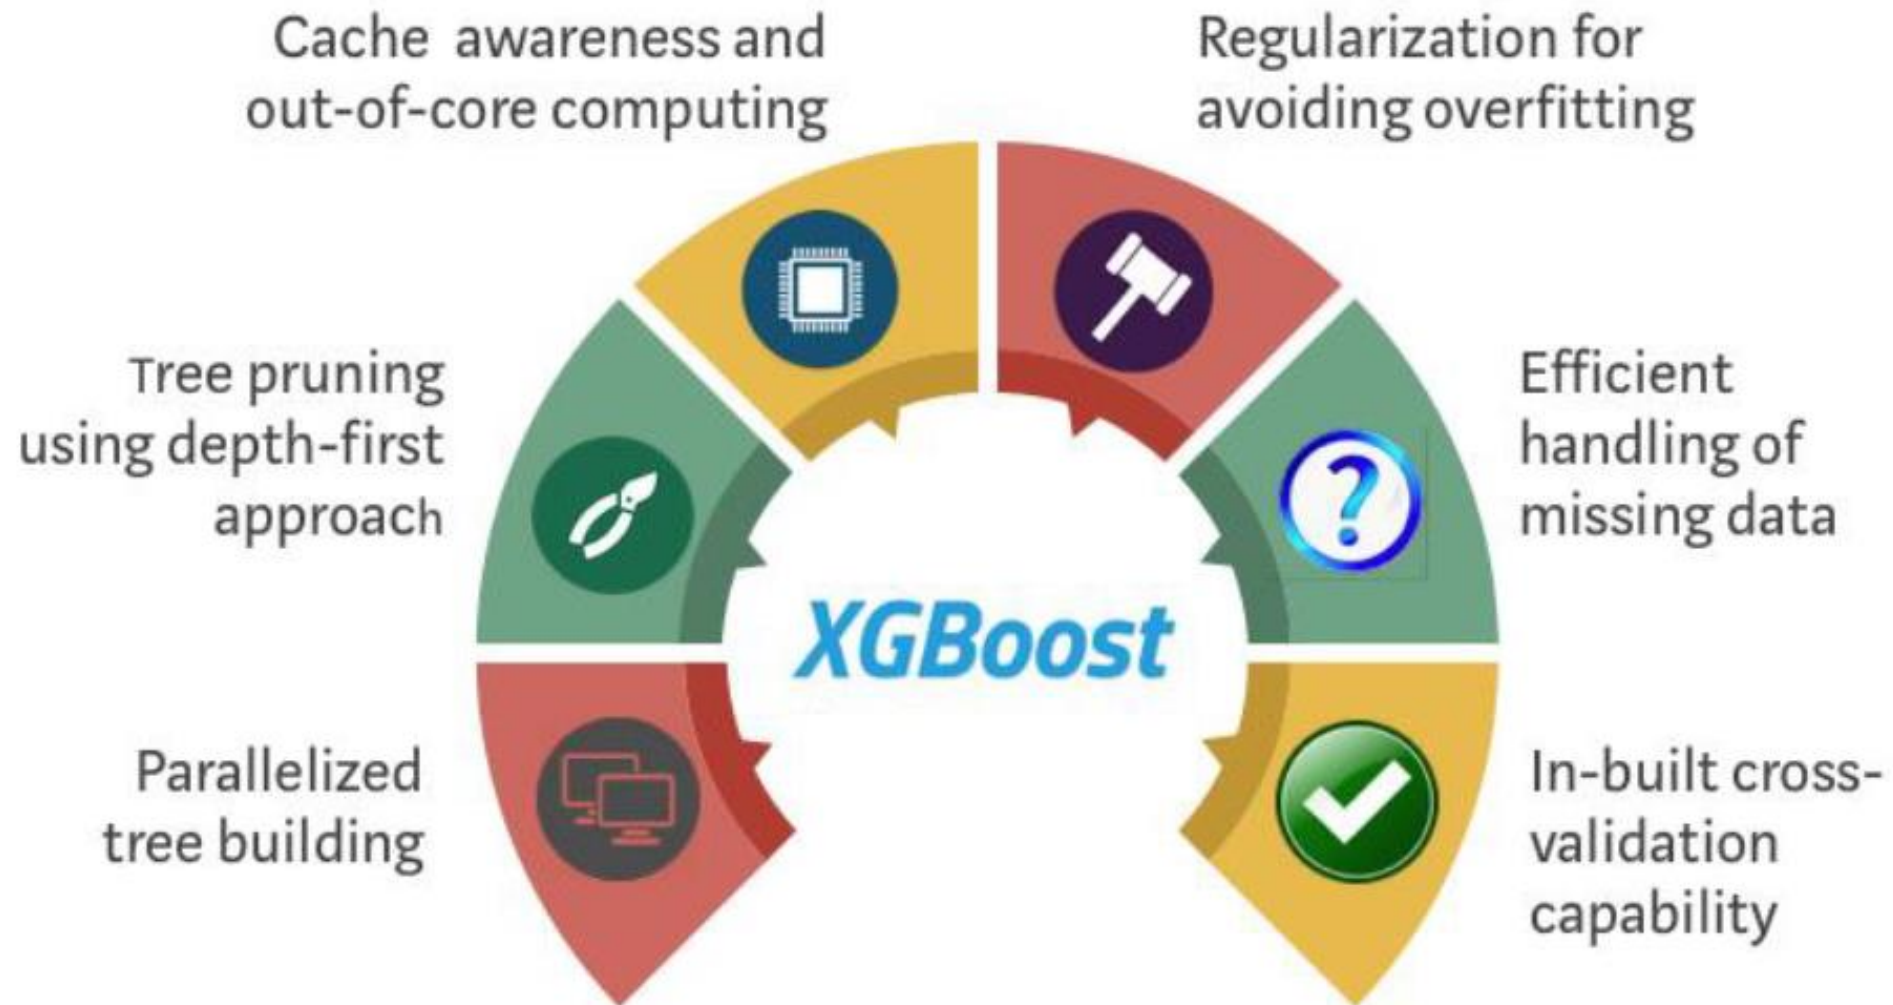 Cache awareness and
out-of-core computing
Regularization for
avoiding overfitting
Tree pruning
using depth-first
approach
Efficient
handling of
missing data
XGBoost
Parallelized
tree building
In-built cross-
validation
capability